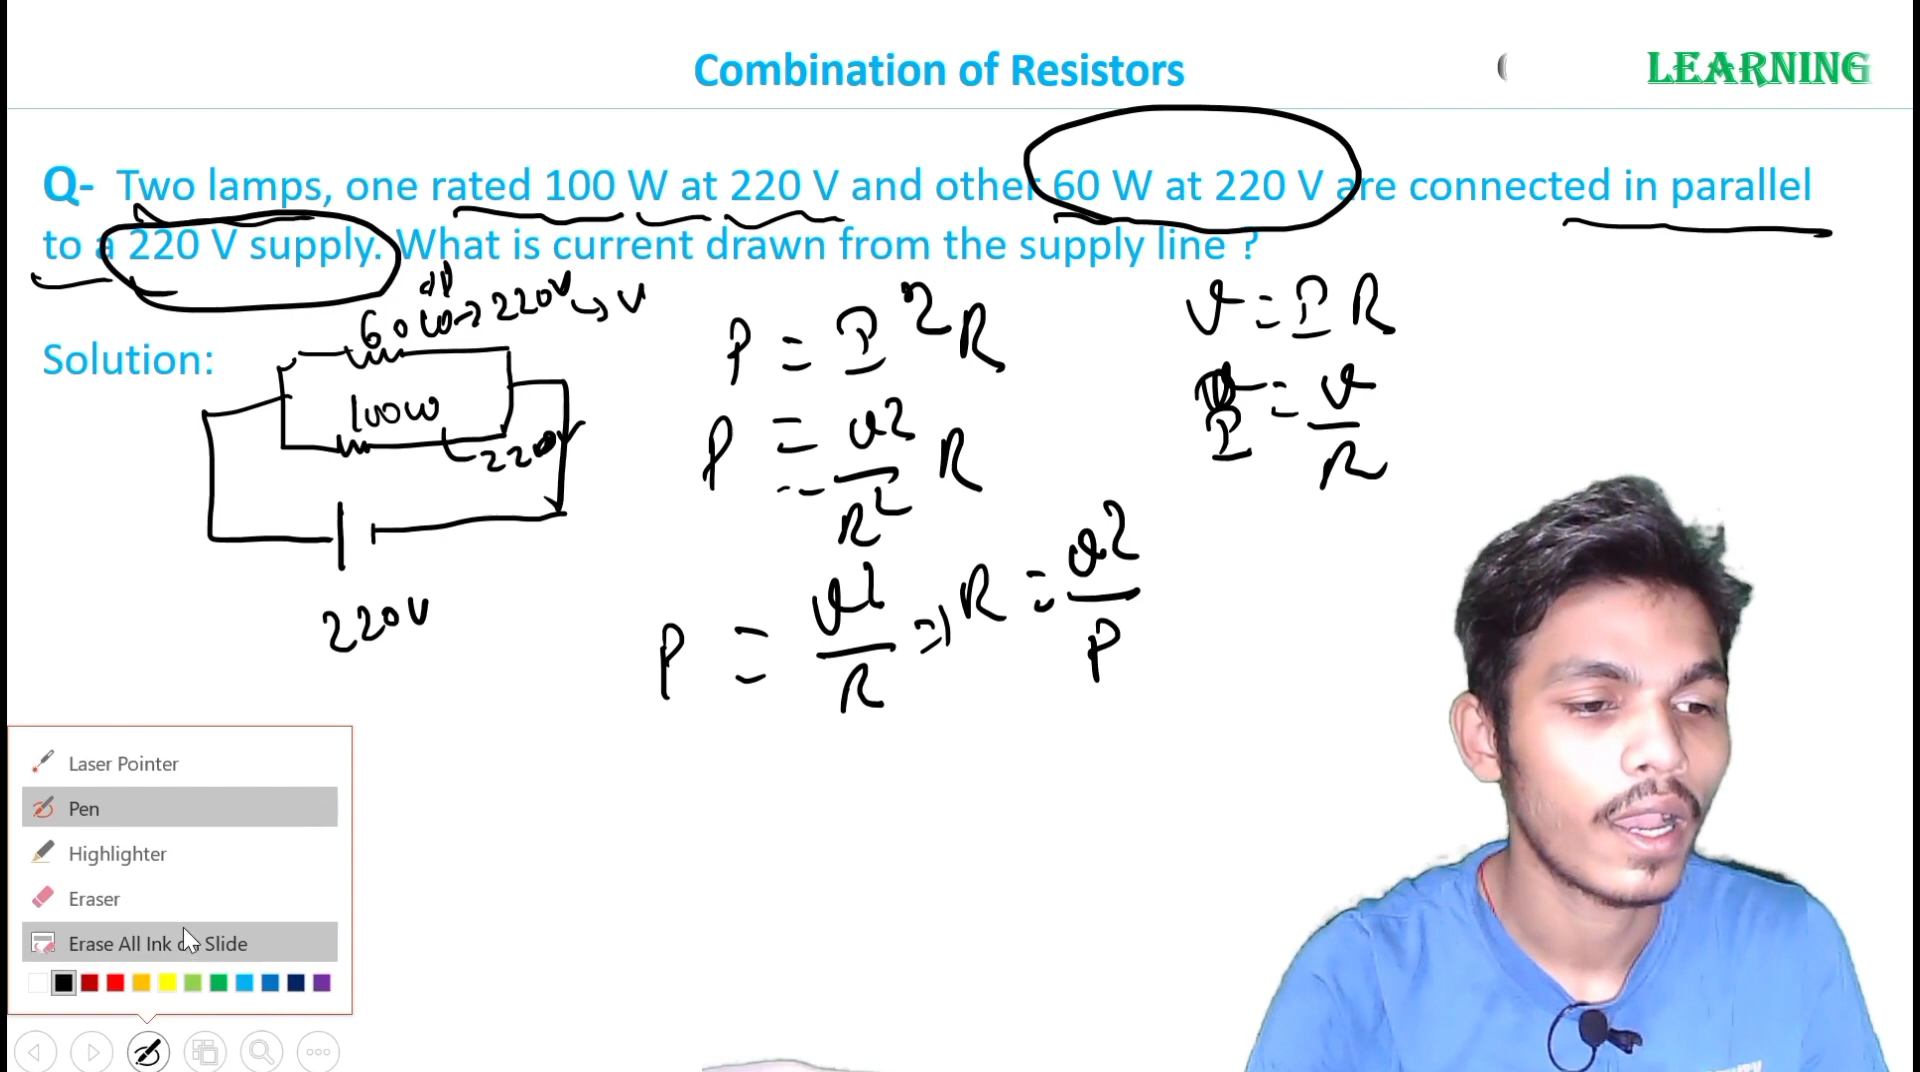 Combination of Resistors
LEARNING
Q- Two lamps, one rated 100 W at 220 V and other 60 W at 220 V are connected in parallel
to a 220 V supply. What is current drawn from the supply line ?
Solution:
60W → 220V → V
100W
220V
220V
P = I²R
P = V²/R² R
P = V²/R ⇒ R = V²/P
V = IR
I = V/R
Laser Pointer
Pen
Highlighter
Eraser
Erase All Ink on Slide